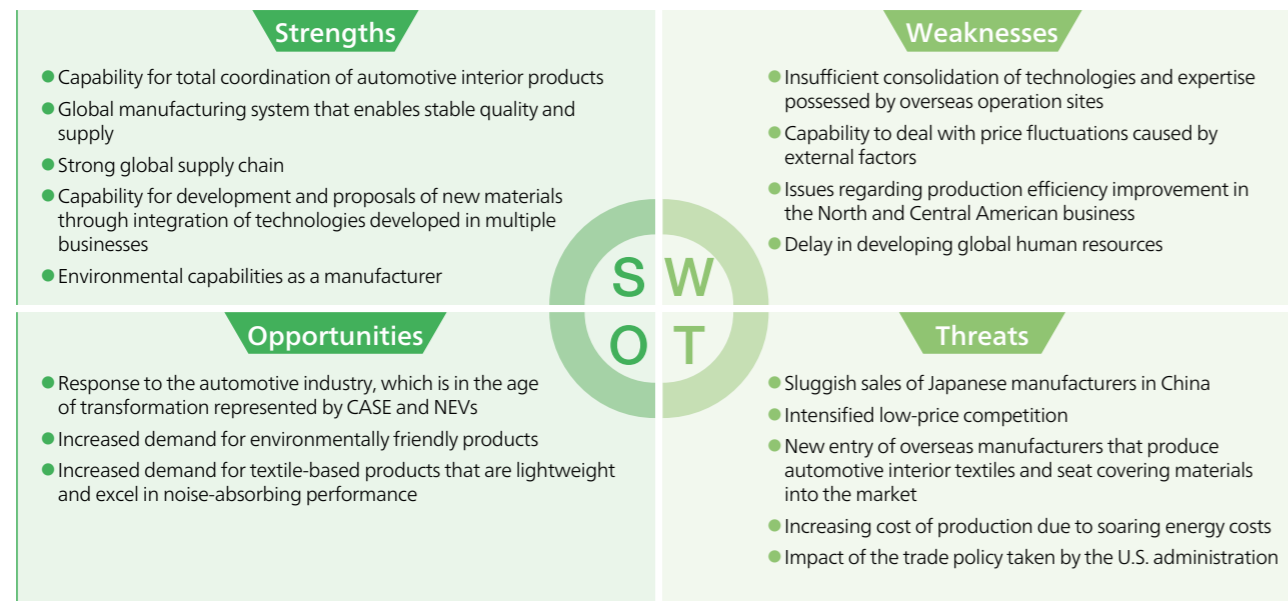 Strengths
● Capability for total coordination of automotive interior products
● Global manufacturing system that enables stable quality and
supply
● Strong global supply chain
● Capability for development and proposals of new materials
through integration of technologies developed in multiple
businesses
● Environmental capabilities as a manufacturer
Weaknesses
● Insufficient consolidation of technologies and expertise
possessed by overseas operation sites
● Capability to deal with price fluctuations caused by
external factors
● Issues regarding production efficiency improvement in
the North and Central American business
● Delay in developing global human resources
S W
O T
Opportunities
● Response to the automotive industry, which is in the age
of transformation represented by CASE and NEVs
● Increased demand for environmentally friendly products
● Increased demand for textile-based products that are lightweight
and excel in noise-absorbing performance
Threats
● Sluggish sales of Japanese manufacturers in China
● Intensified low-price competition
● New entry of overseas manufacturers that produce
automotive interior textiles and seat covering materials
into the market
● Increasing cost of production due to soaring energy costs
● Impact of the trade policy taken by the U.S. administration